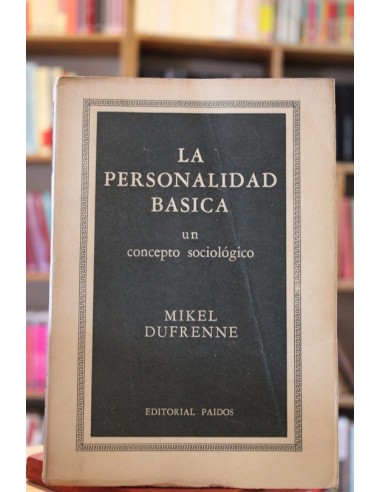 LA
PERSONALIDAD
BASICA
un
concepto sociológico
MIKEL
DUFRENNE
EDITORIAL PAIDOS